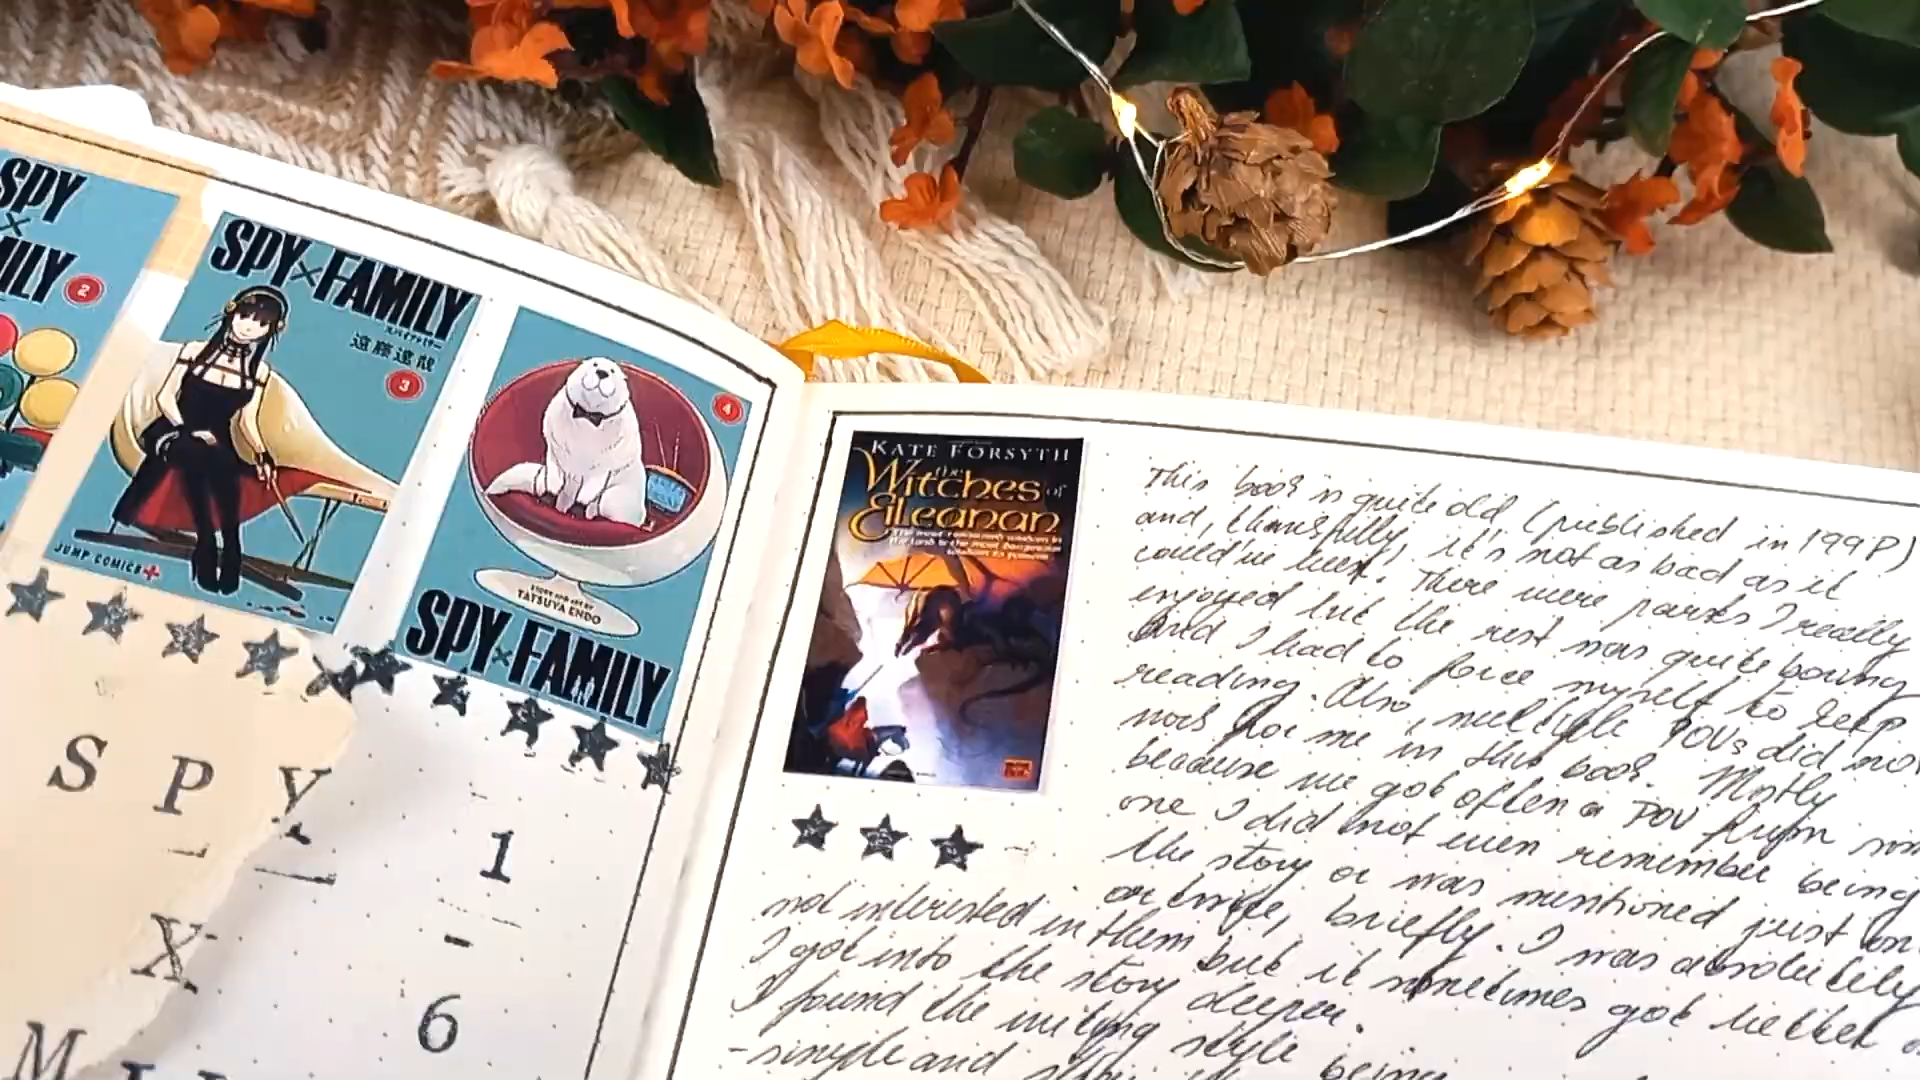 SPY
×
MILY
2
SPY×FAMILY
スパイファミリー
遠藤達哉
3
JUMP COMICS+
4
STORY AND ART BY
TATSUYA ENDO
SPY×FAMILY
S P Y
X
1
-
6
KATE FORSYTH
the
Witches of
Eileanan
This book is quite old (published in 1998)
and, thankfully, it's not as bad as it
could've been. There were parts I really
enjoyed but the rest was quite boring
and I had to force myself to keep
reading. Also, multiple POVs did not
work for me in this book. Mostly
because we got often a POV from
one I did not even remember being
the story or was mentioned just
or twice, briefly. I was absolutely
not interested in them but it sometimes got better
I got into the story deeper.
I found the writing style
- simple and
being